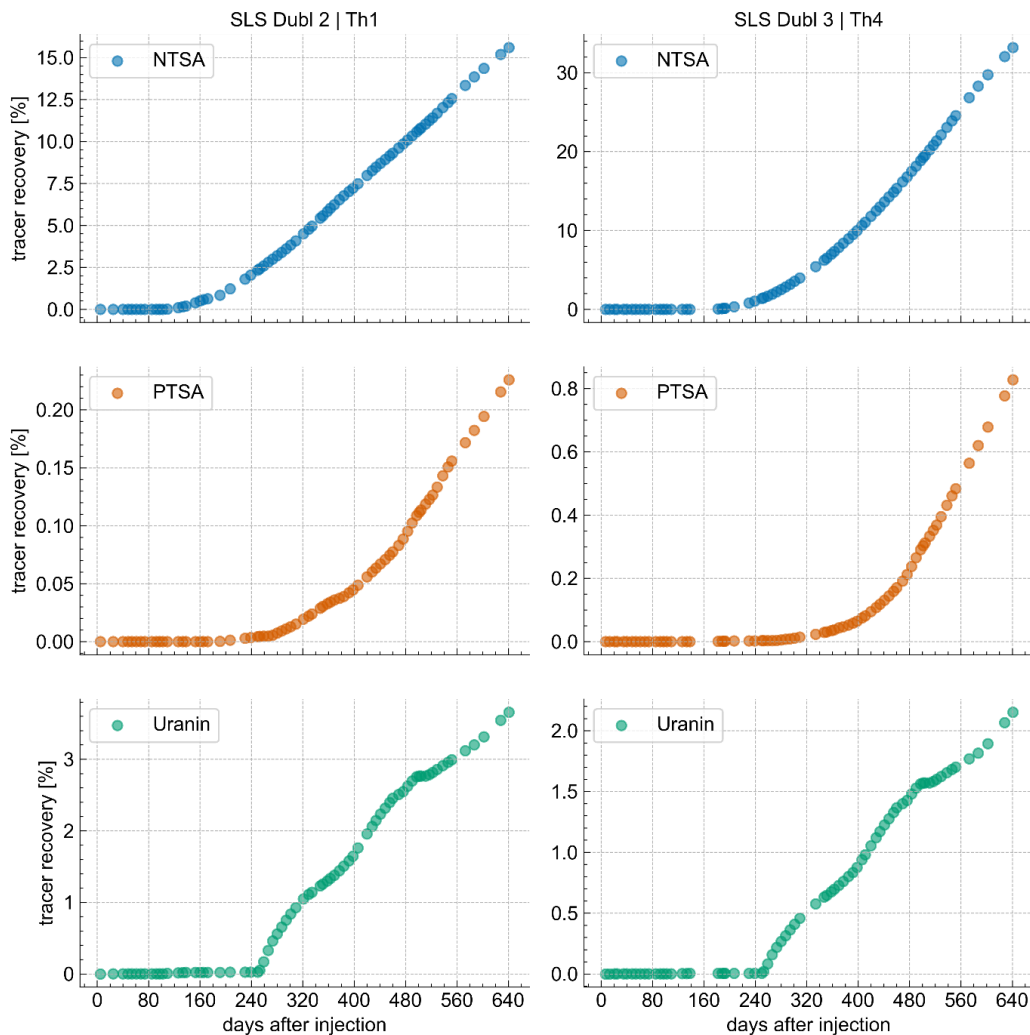 SLS Dubl 2 | Th1
SLS Dubl 3 | Th4
NTSA
tracer recovery [%]
15.0
12.5
10.0
7.5
5.0
2.5
0.0
NTSA
30
20
10
0
PTSA
tracer recovery [%]
0.20
0.15
0.10
0.05
0.00
PTSA
0.8
0.6
0.4
0.2
0.0
Uranin
tracer recovery [%]
3
2
1
0
0 80 160 240 320 400 480 560 640
days after injection
Uranin
2.0
1.5
1.0
0.5
0.0
0 80 160 240 320 400 480 560 640
days after injection